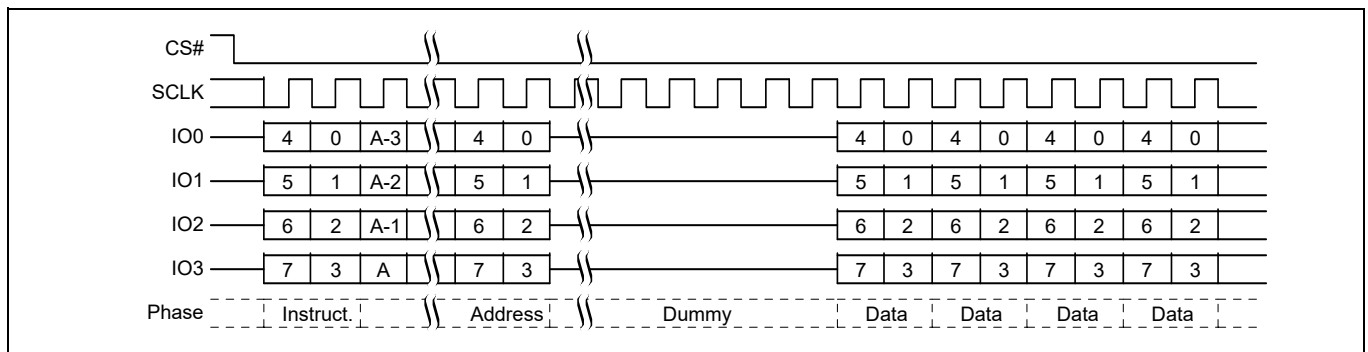 CS#
SCLK
IO0 4 0 A-3 4 0 4 0 4 0 4 0 4 0
IO1 5 1 A-2 5 1 5 1 5 1 5 1 5 1
IO2 6 2 A-1 6 2 6 2 6 2 6 2 6 2
IO3 7 3 A 7 3 7 3 7 3 7 3 7 3
Phase Instruct. Address Dummy Data Data Data Data